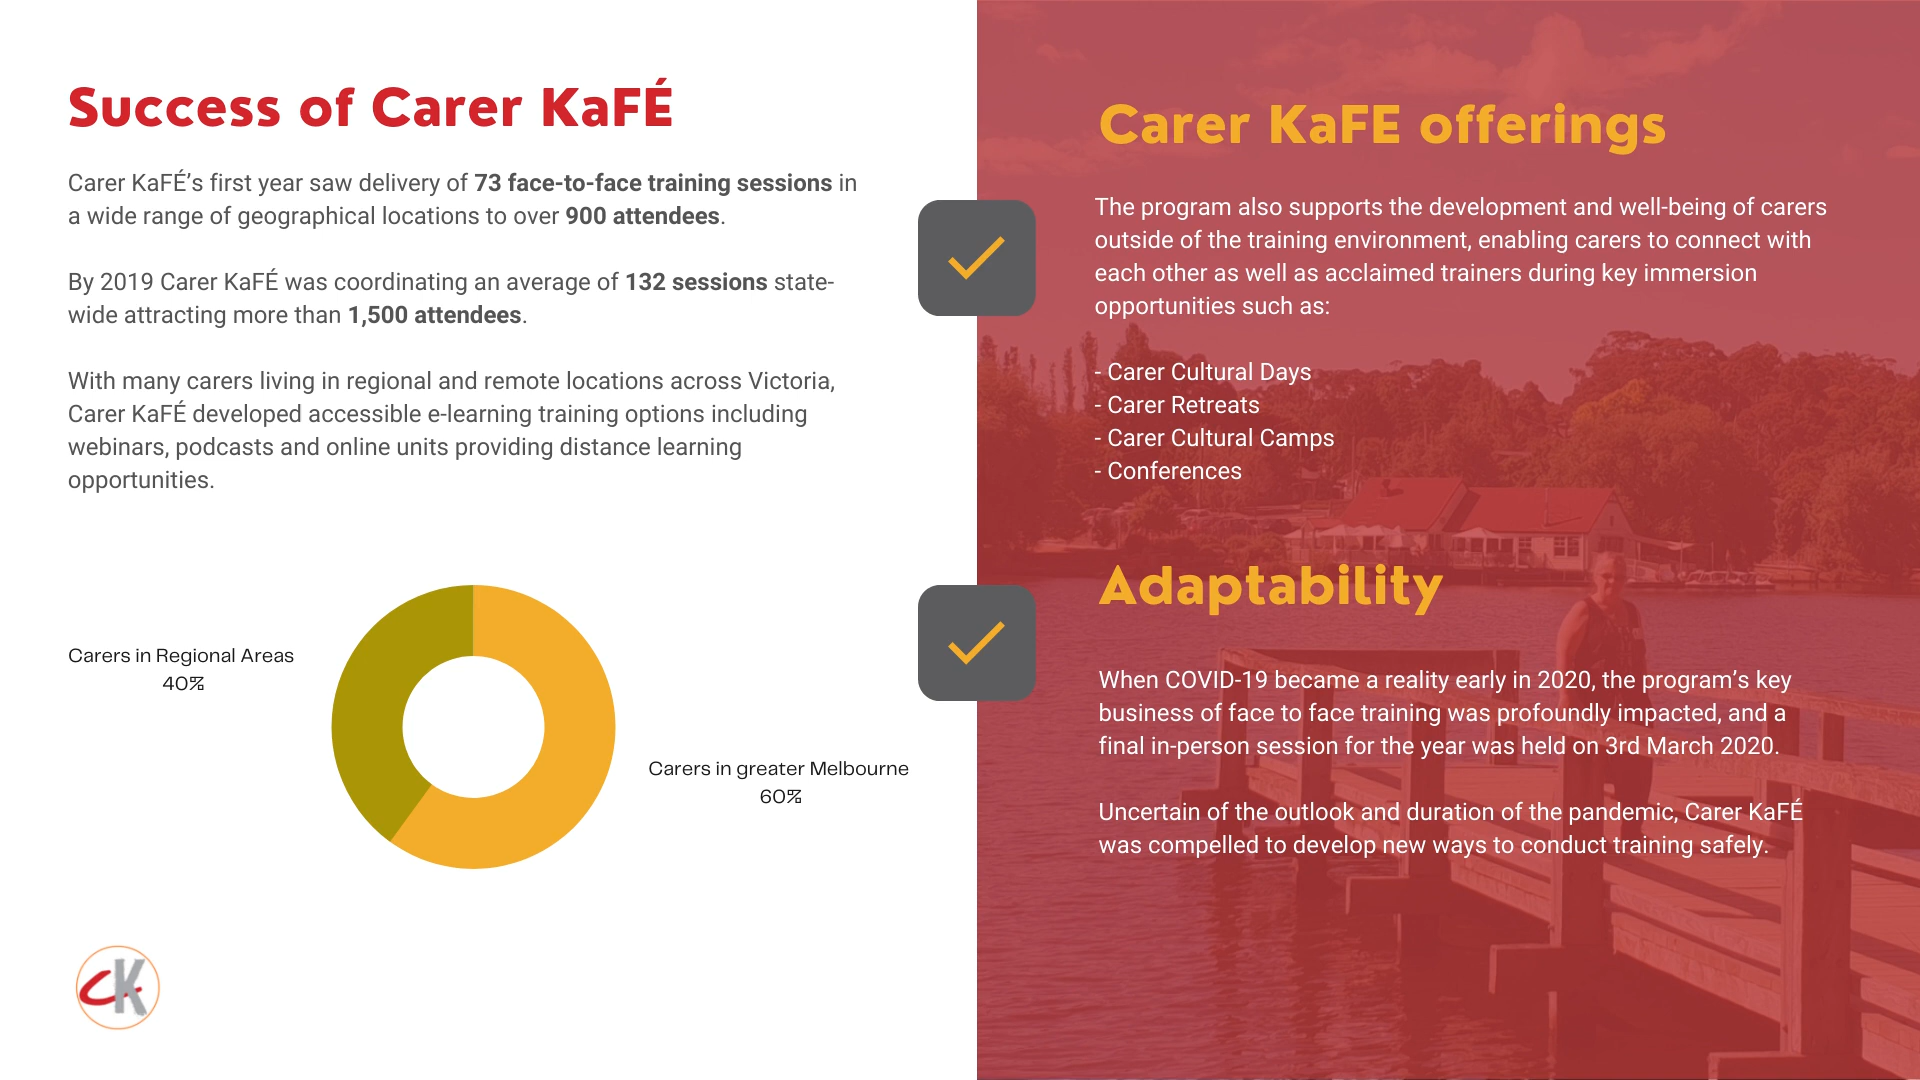 Success of Carer KaFÉ
Carer KaFÉ’s first year saw delivery of 73 face-to-face training sessions in
a wide range of geographical locations to over 900 attendees.
By 2019 Carer KaFÉ was coordinating an average of 132 sessions state-
wide attracting more than 1,500 attendees.
With many carers living in regional and remote locations across Victoria,
Carer KaFÉ developed accessible e-learning training options including
webinars, podcasts and online units providing distance learning
opportunities.
Carers in Regional Areas
40%
Carers in greater Melbourne
60%
CK
Carer KaFE offerings
The program also supports the development and well-being of carers
outside of the training environment, enabling carers to connect with
each other as well as acclaimed trainers during key immersion
opportunities such as:
- Carer Cultural Days
- Carer Retreats
- Carer Cultural Camps
- Conferences
Adaptability
When COVID-19 became a reality early in 2020, the program’s key
business of face to face training was profoundly impacted, and a
final in-person session for the year was held on 3rd March 2020.
Uncertain of the outlook and duration of the pandemic, Carer KaFÉ
was compelled to develop new ways to conduct training safely.